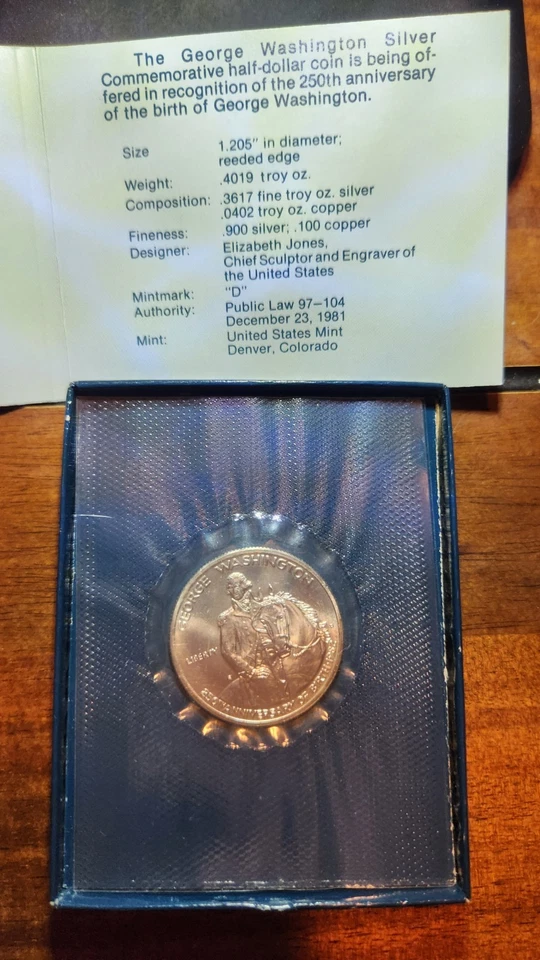 The George Washington Silver
Commemorative half-dollar coin is being of-
fered in recognition of the 250th anniversary
of the birth of George Washington.
Size 1.205" in diameter;
reeded edge
Weight: .4019 troy oz.
Composition: .3617 fine troy oz. silver
.0402 troy oz. copper
Fineness: .900 silver; .100 copper
Designer: Elizabeth Jones,
Chief Sculptor and Engraver of
the United States
Mintmark: "D"
Authority: Public Law 97–104
December 23, 1981
Mint: United States Mint
Denver, Colorado
GEORGE WASHINGTON
LIBERTY
250TH ANNIVERSARY OF BIRTH